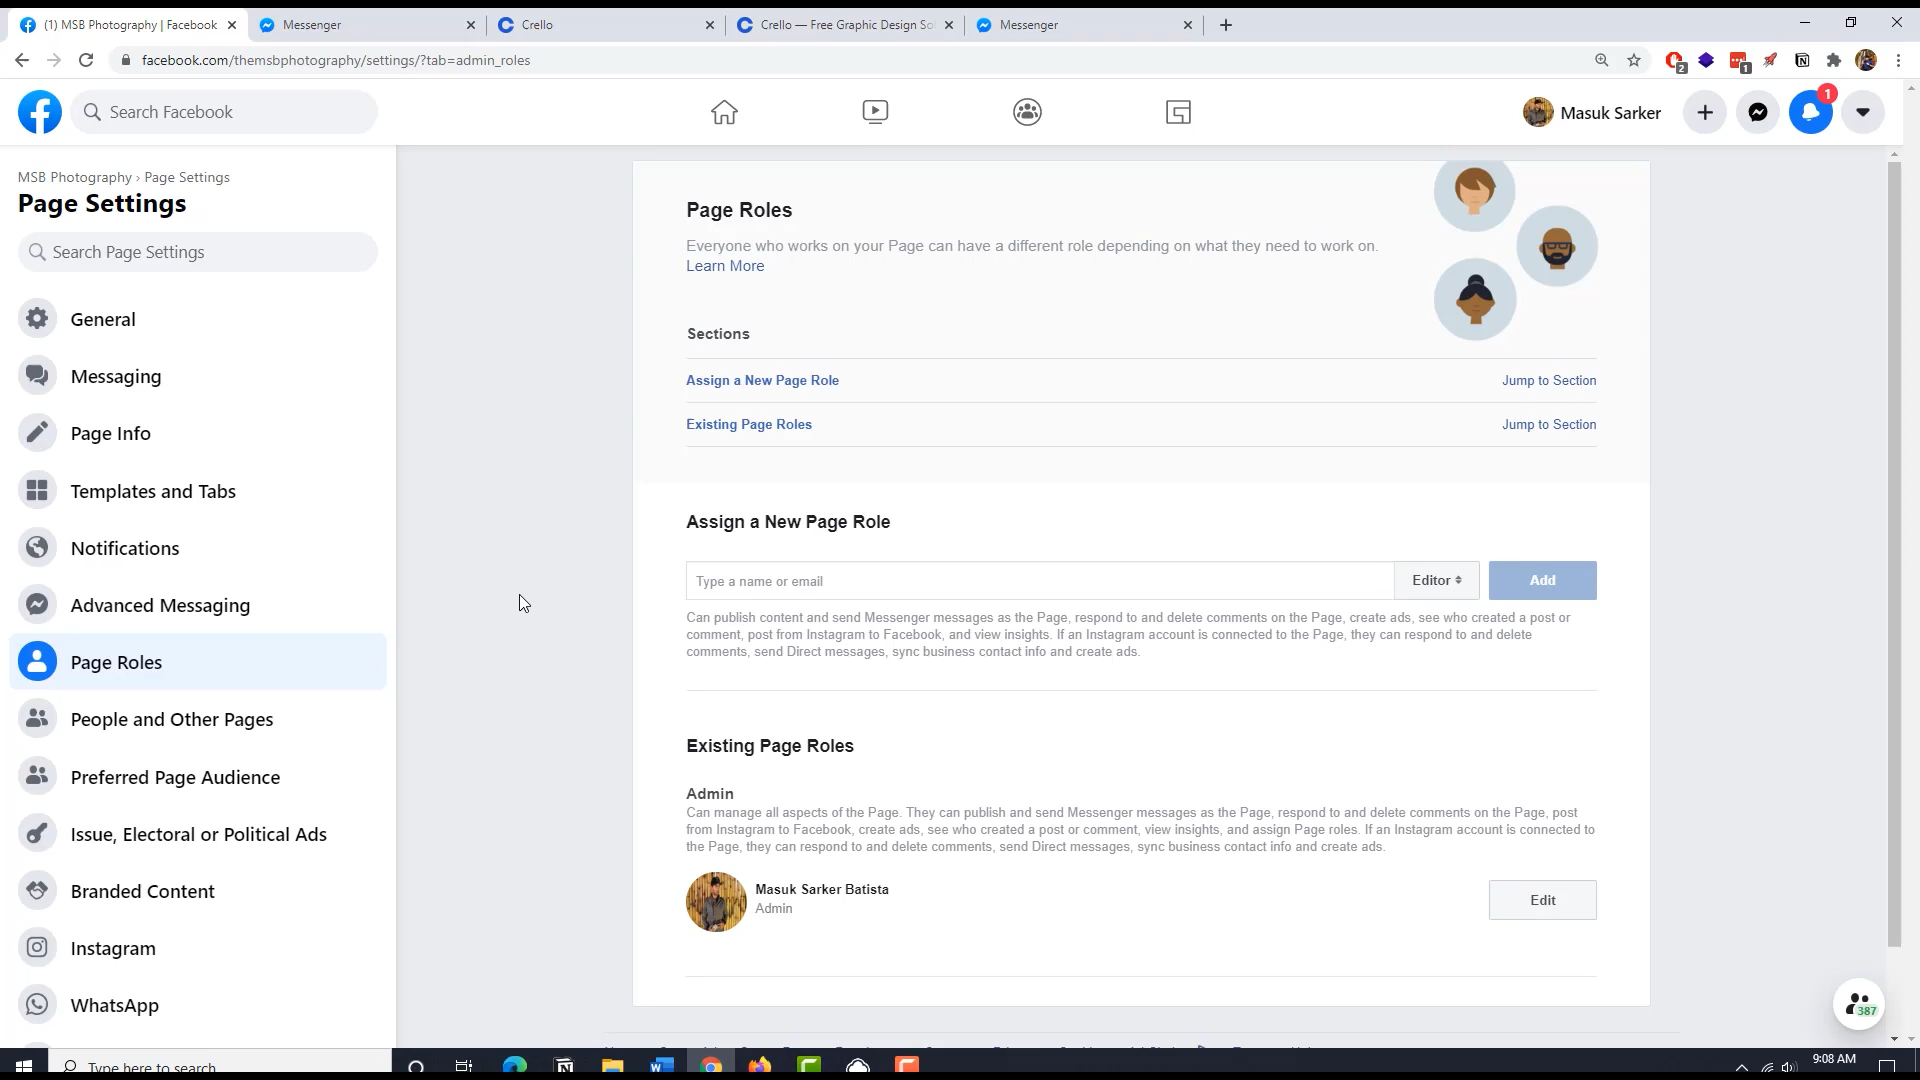 (1) MSB Photography | Facebook
Messenger
Crello
Crello — Free Graphic Design So
Messenger
facebook.com/themsbphotography/settings/?tab=admin_roles
2
1
Search Facebook
Masuk Sarker
1
MSB Photography › Page Settings
Page Settings
Search Page Settings
General
Messaging
Page Info
Templates and Tabs
Notifications
Advanced Messaging
Page Roles
People and Other Pages
Preferred Page Audience
Issue, Electoral or Political Ads
Branded Content
Instagram
WhatsApp
Page Roles
Everyone who works on your Page can have a different role depending on what they need to work on.
Learn More
Sections
Assign a New Page Role Jump to Section
Existing Page Roles Jump to Section
Assign a New Page Role
Type a name or email Editor Add
Can publish content and send Messenger messages as the Page, respond to and delete comments on the Page, create ads, see who created a post or
comment, post from Instagram to Facebook, and view insights. If an Instagram account is connected to the Page, they can respond to and delete
comments, send Direct messages, sync business contact info and create ads.
Existing Page Roles
Admin
Can manage all aspects of the Page. They can publish and send Messenger messages as the Page, respond to and delete comments on the Page, post
from Instagram to Facebook, create ads, see who created a post or comment, view insights, and assign Page roles. If an Instagram account is connected to
the Page, they can respond to and delete comments, send Direct messages, sync business contact info and create ads.
Masuk Sarker Batista
Admin
Edit
387
Type here to search
9:08 AM